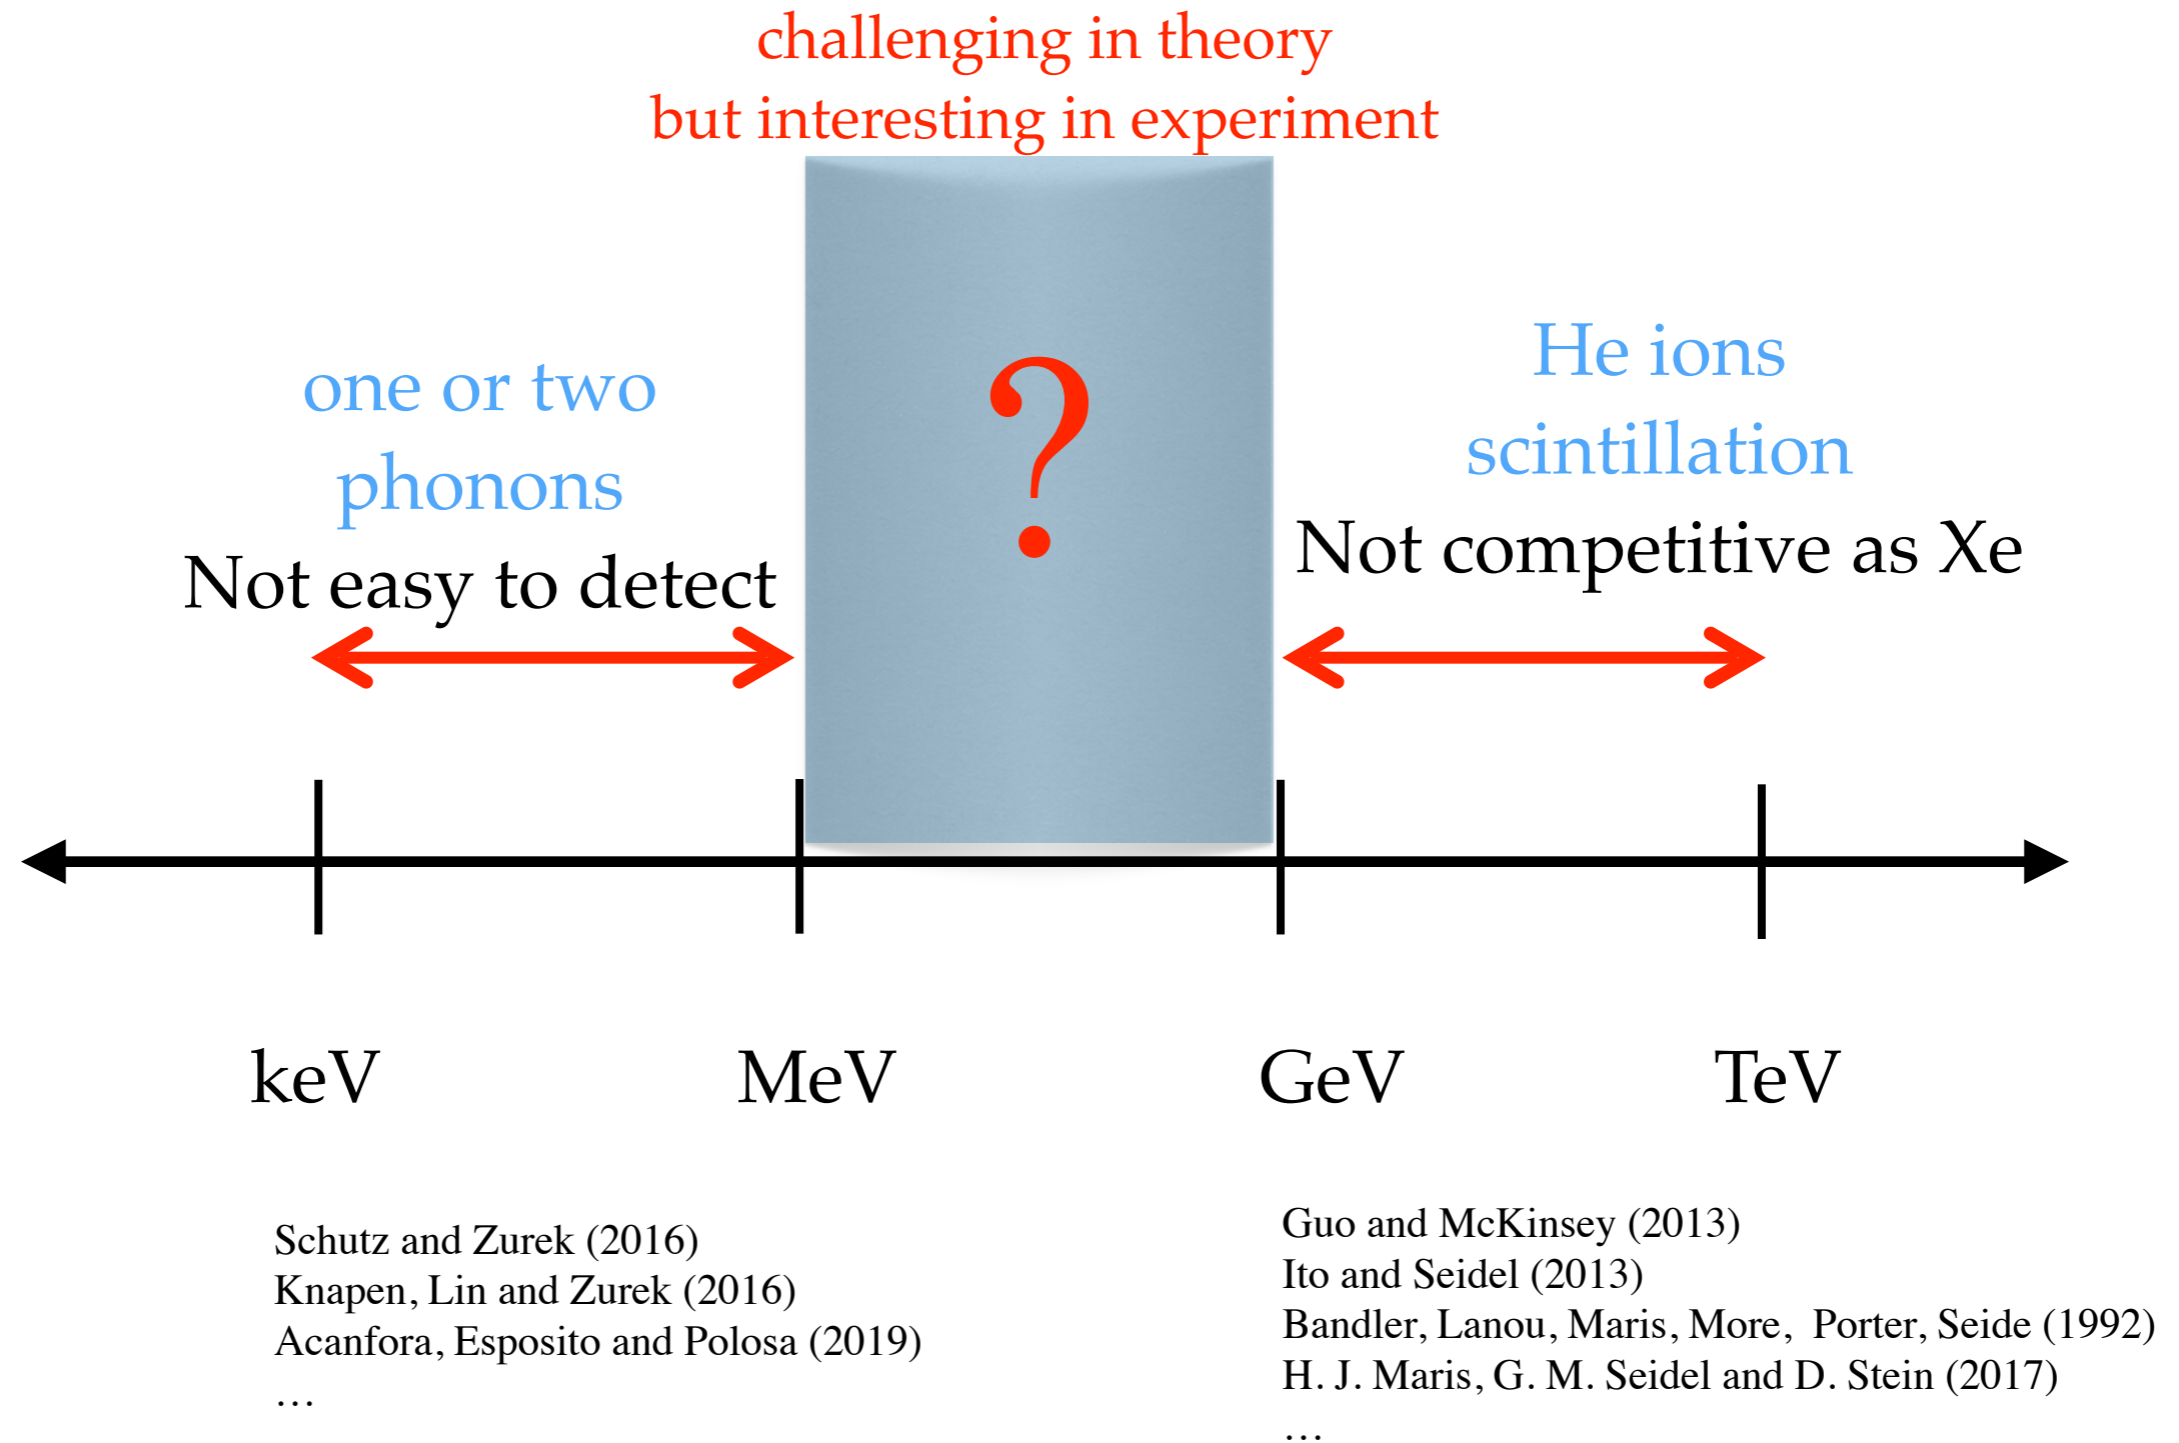 challenging in theory
but interesting in experiment
?
one or two
phonons
Not easy to detect
He ions
scintillation
Not competitive as Xe
keV
MeV
GeV
TeV
Schutz and Zurek (2016)
Knapen, Lin and Zurek (2016)
Acanfora, Esposito and Polosa (2019)
…
Guo and McKinsey (2013)
Ito and Seidel (2013)
Bandler, Lanou, Maris, More,  Porter, Seide (1992)
H. J. Maris, G. M. Seidel and D. Stein (2017)
…